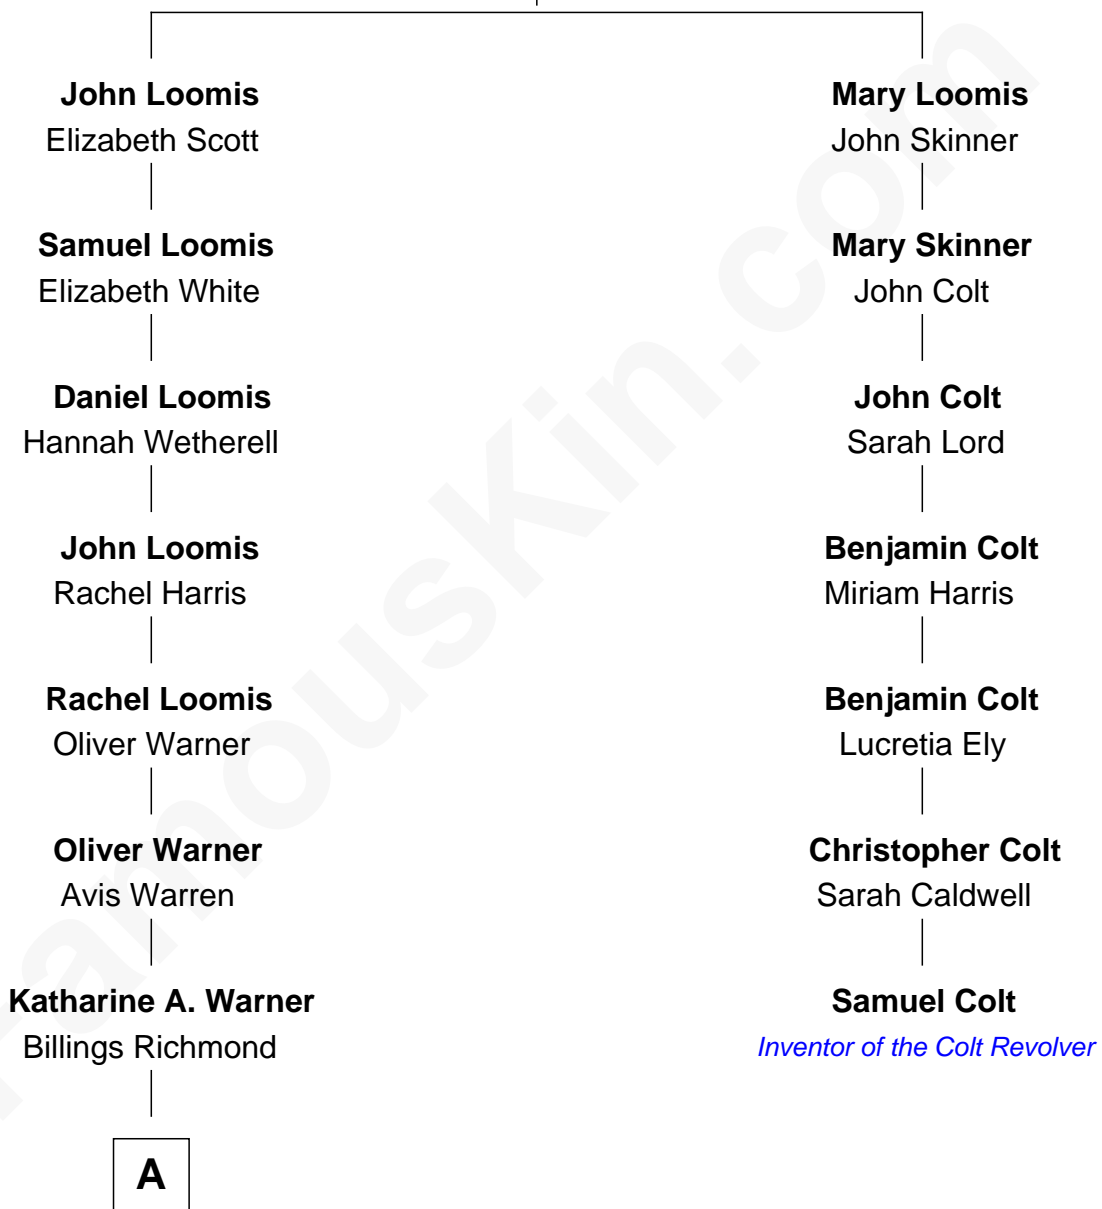 John Loomis
Elizabeth Scott
Mary Loomis
John Skinner
Samuel Loomis
Elizabeth White
Mary Skinner
John Colt
Daniel Loomis
Hannah Wetherell
John Colt
Sarah Lord
John Loomis
Rachel Harris
Benjamin Colt
Miriam Harris
Rachel Loomis
Oliver Warner
Benjamin Colt
Lucretia Ely
Oliver Warner
Avis Warren
Christopher Colt
Sarah Caldwell
Katharine A. Warner
Billings Richmond
Samuel Colt
Inventor of the Colt Revolver
A
FamousKin.com